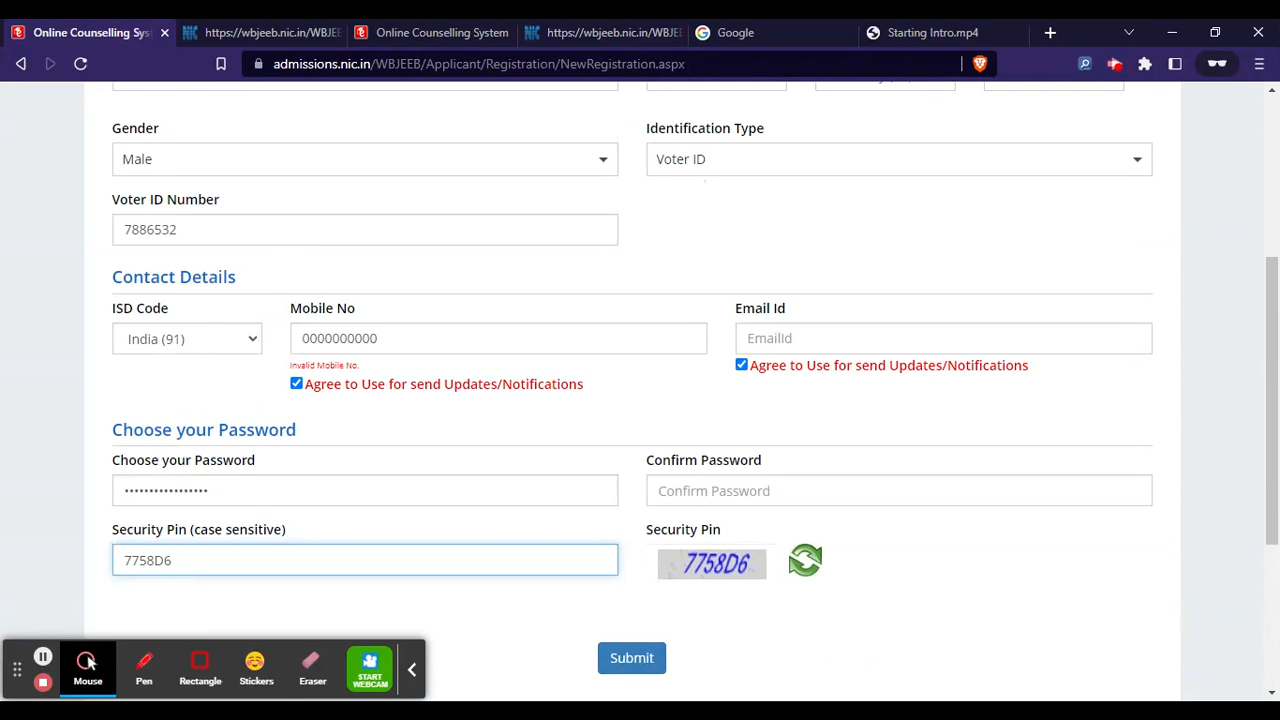 Online Counselling Sys
https://wbjeeb.nic.in/WBJEE
Online Counselling System
https://wbjeeb.nic.in/WBJEE
Google
Starting Intro.mp4
admissions.nic.in/WBJEEB/Applicant/Registration/NewRegistration.aspx
Gender
Identification Type
Male
Voter ID
Voter ID Number
7886532
Contact Details
ISD Code
Mobile No
Email Id
India (91)
0000000000
EmailId
Invalid Mobile No.
Agree to Use for send Updates/Notifications
Agree to Use for send Updates/Notifications
Choose your Password
Choose your Password
Confirm Password
•••••••••••••••••
Confirm Password
Security Pin (case sensitive)
Security Pin
7758D6
7758D6
Submit
Mouse
Pen
Rectangle
Stickers
Eraser
START
WEBCAM